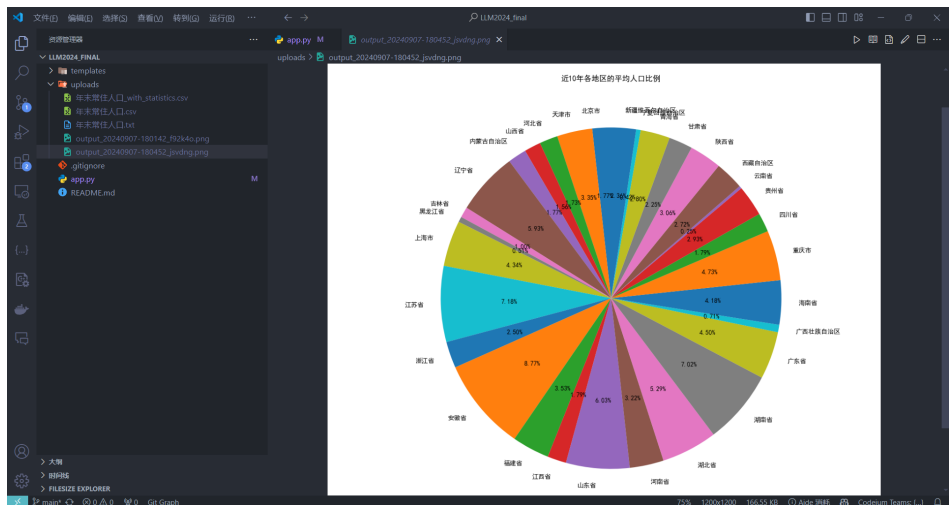 文件(F) 编辑(E) 选择(S) 查看(V) 转到(G) 运行(R) ···
LLM2024_final
资源管理器 ···
app.py M
output_20240907-180452_jsvdng.png
LLM2024_FINAL
uploads > output_20240907-180452_jsvdng.png
templates
uploads
年末常住人口_with_statistics.csv
年末常住人口.csv
年末常住人口.txt
output_20240907-180142_f92k4o.png
output_20240907-180452_jsvdng.png
.gitignore
app.py M
README.md
近10年各地区的平均人口比例
北京市
天津市
河北省
山西省
内蒙古自治区
辽宁省
吉林省
黑龙江省
上海市
江苏省
浙江省
安徽省
福建省
江西省
山东省
河南省
湖北省
湖南省
广东省
广西壮族自治区
海南省
重庆市
四川省
贵州省
云南省
西藏自治区
陕西省
甘肃省
3.35%
5.93%
4.34%
7.18%
2.50%
8.77%
3.53%
1.79%
6.03%
3.22%
5.29%
7.02%
4.50%
0.71%
4.18%
4.73%
1.79%
2.93%
2.72%
3.06%
2.25%
大纲
时间线
FILESIZE EXPLORER
main* 0 0 0 Git Graph
75% 1200x1200 166.55 KB Aide 消耗 Codeium Teams: {...}